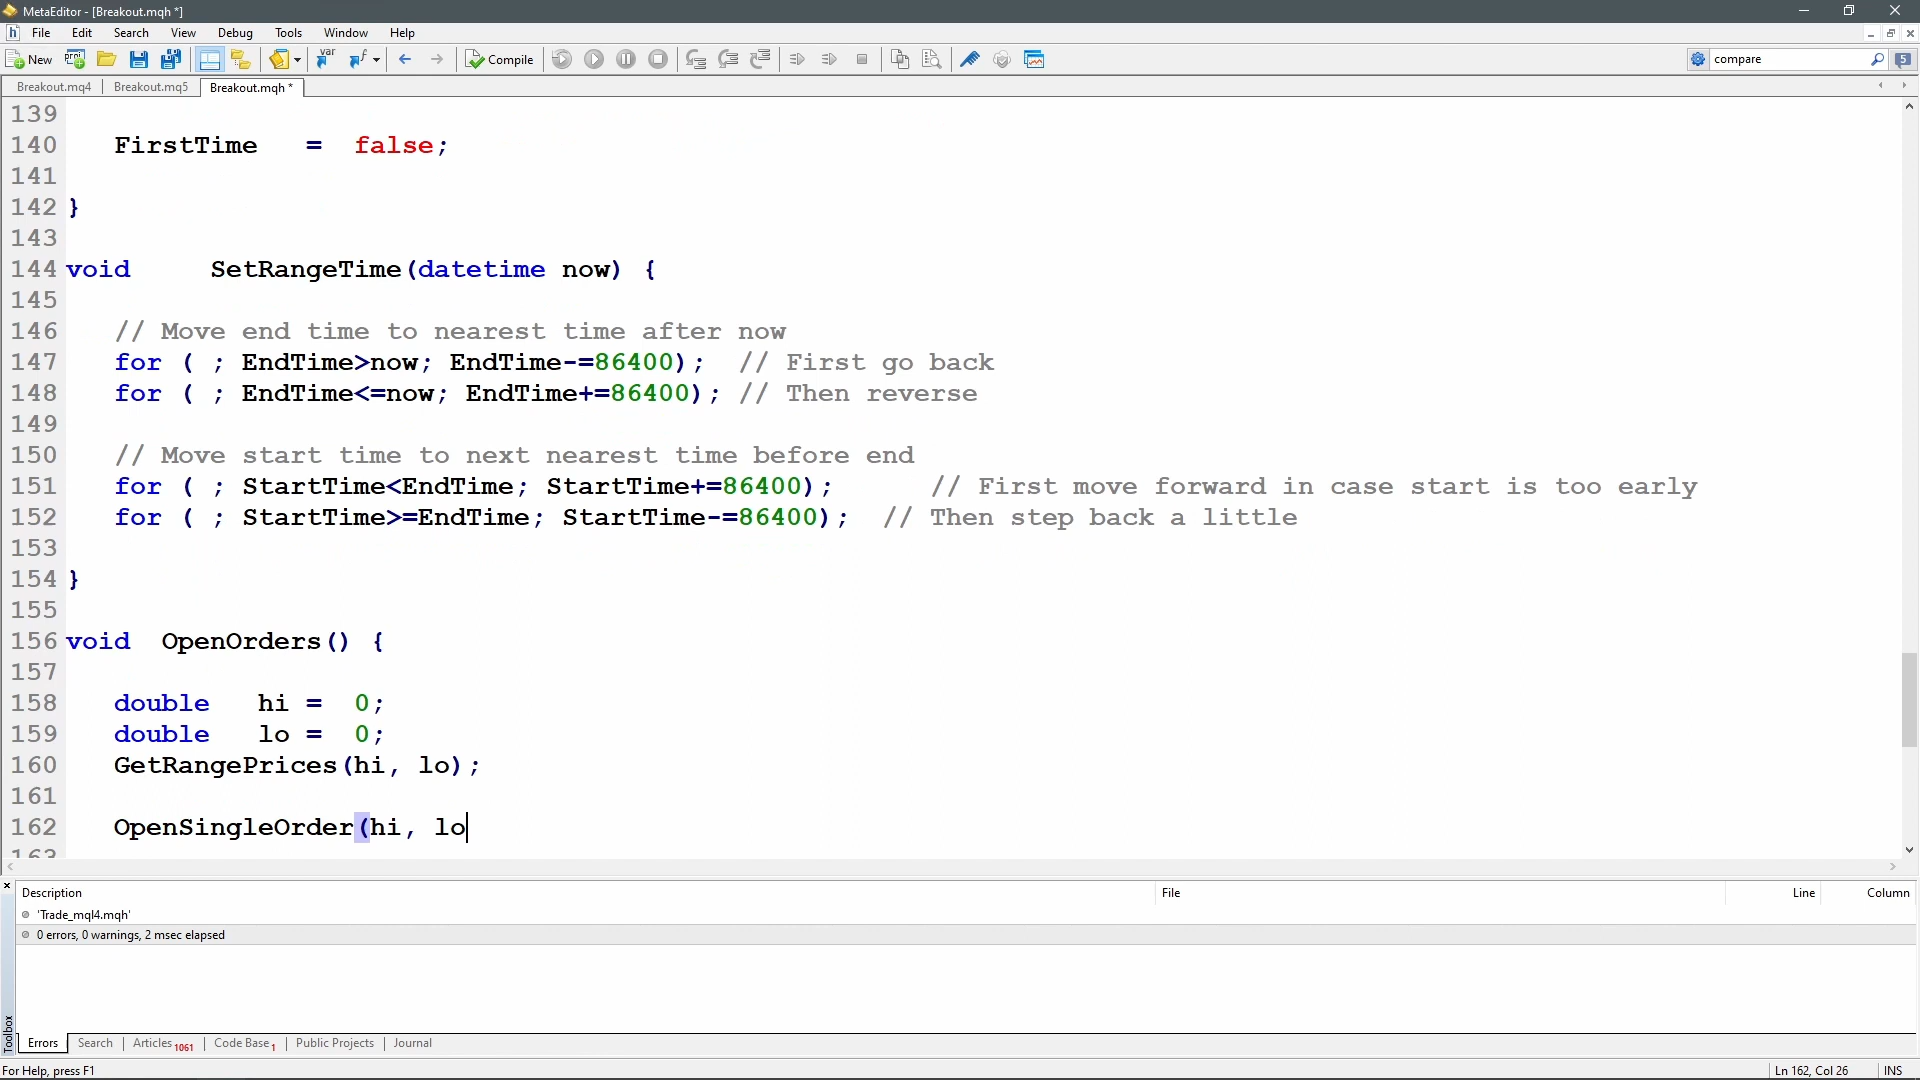 MetaEditor - [Breakout.mqh *]
File Edit Search View Debug Tools Window Help
New Compile compare 5
Breakout.mq4 Breakout.mq5 Breakout.mqh *
139
140 FirstTime = false;
141
142 }
143
144 void SetRangeTime(datetime now) {
145
146 // Move end time to nearest time after now
147 for ( ; EndTime>now; EndTime-=86400); // First go back
148 for ( ; EndTime<=now; EndTime+=86400); // Then reverse
149
150 // Move start time to next nearest time before end
151 for ( ; StartTime<EndTime; StartTime+=86400); // First move forward in case start is too early
152 for ( ; StartTime>=EndTime; StartTime-=86400); // Then step back a little
153
154 }
155
156 void OpenOrders() {
157
158 double hi = 0;
159 double lo = 0;
160 GetRangePrices(hi, lo);
161
162 OpenSingleOrder(hi, lo
163
Description File Line Column
'Trade_mql4.mqh'
0 errors, 0 warnings, 2 msec elapsed
Toolbox
Errors Search Articles 1061 Code Base 1 Public Projects Journal
For Help, press F1 Ln 162, Col 26 INS